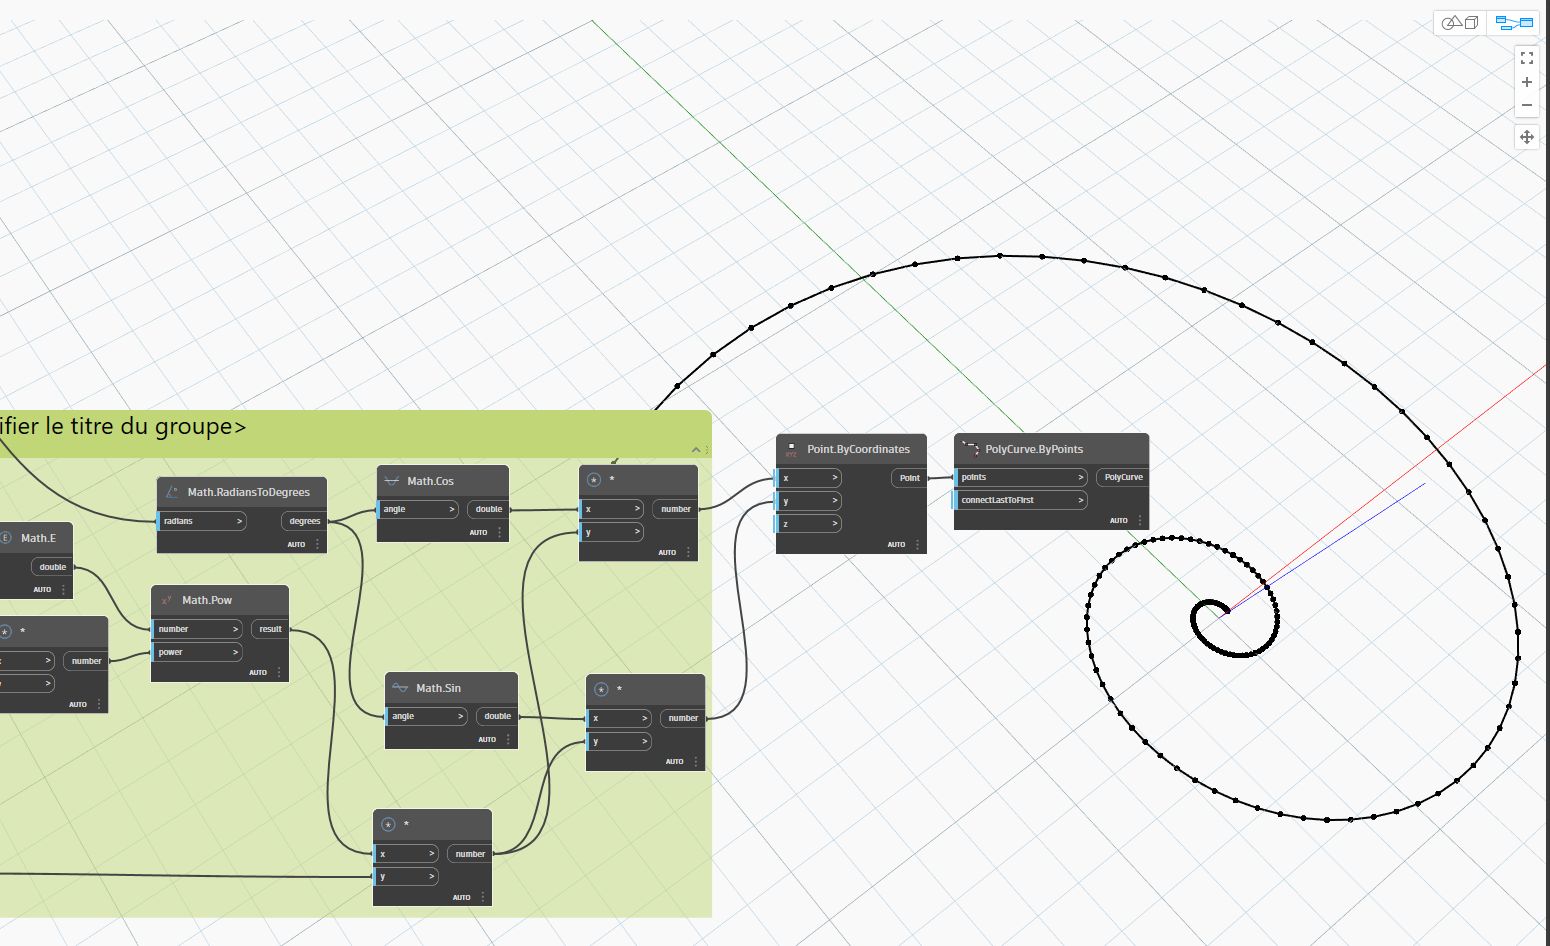 ifier le titre du groupe>
Math.RadiansToDegrees
radians >
degrees
AUTO
Math.Cos
angle >
double
AUTO
*
x >
number
y >
AUTO
Point.ByCoordinates
x >
Point
y >
z >
AUTO
PolyCurve.ByPoints
points >
PolyCurve
connectLastToFirst >
AUTO
E
Math.E
double
AUTO
Math.Pow
number >
result
power >
AUTO
*
>
number
>
AUTO
Math.Sin
angle >
double
AUTO
*
x >
number
y >
AUTO
*
x >
number
y >
AUTO